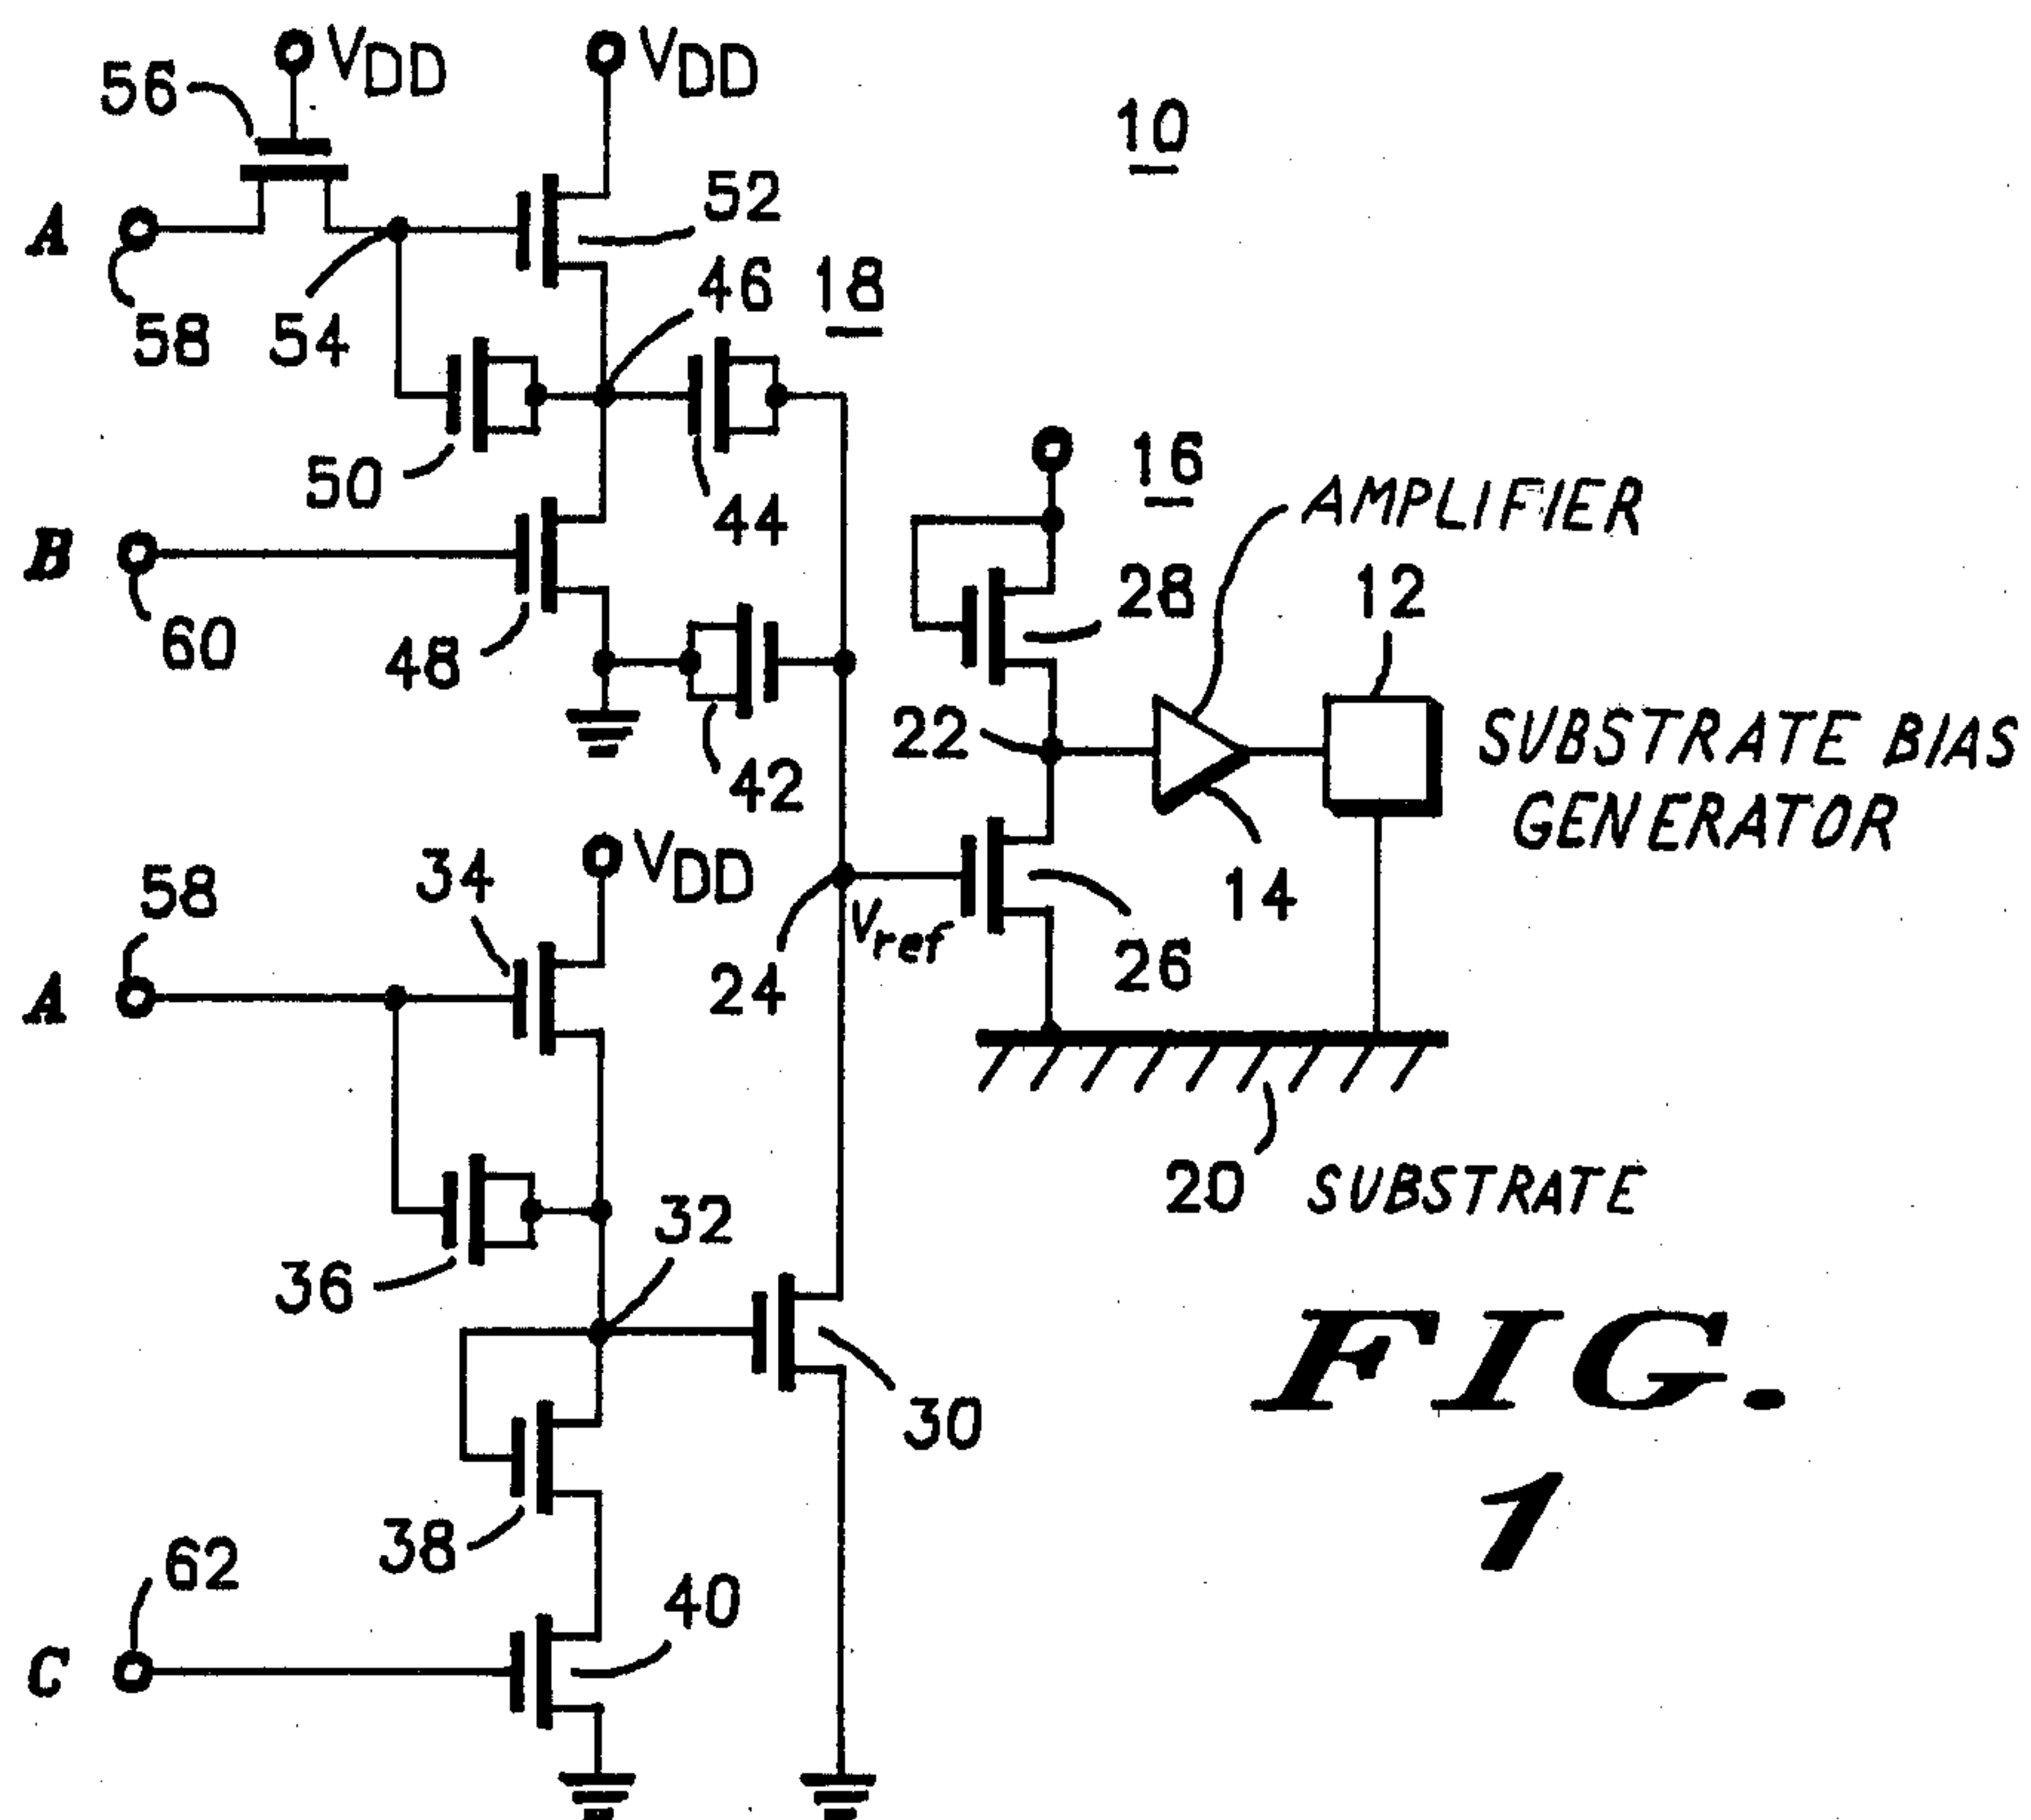 VDD VDD
56
10
A
52
46 18
58 54
50
44
16
AMPLIFIER
B
28 12
60
48
22
SUBSTRATE BIAS
GENERATOR
42
58
34 VDD
14
Vref
24 26
A
32
20 SUBSTRATE
36
30
38
62
40
C
FIG.
1